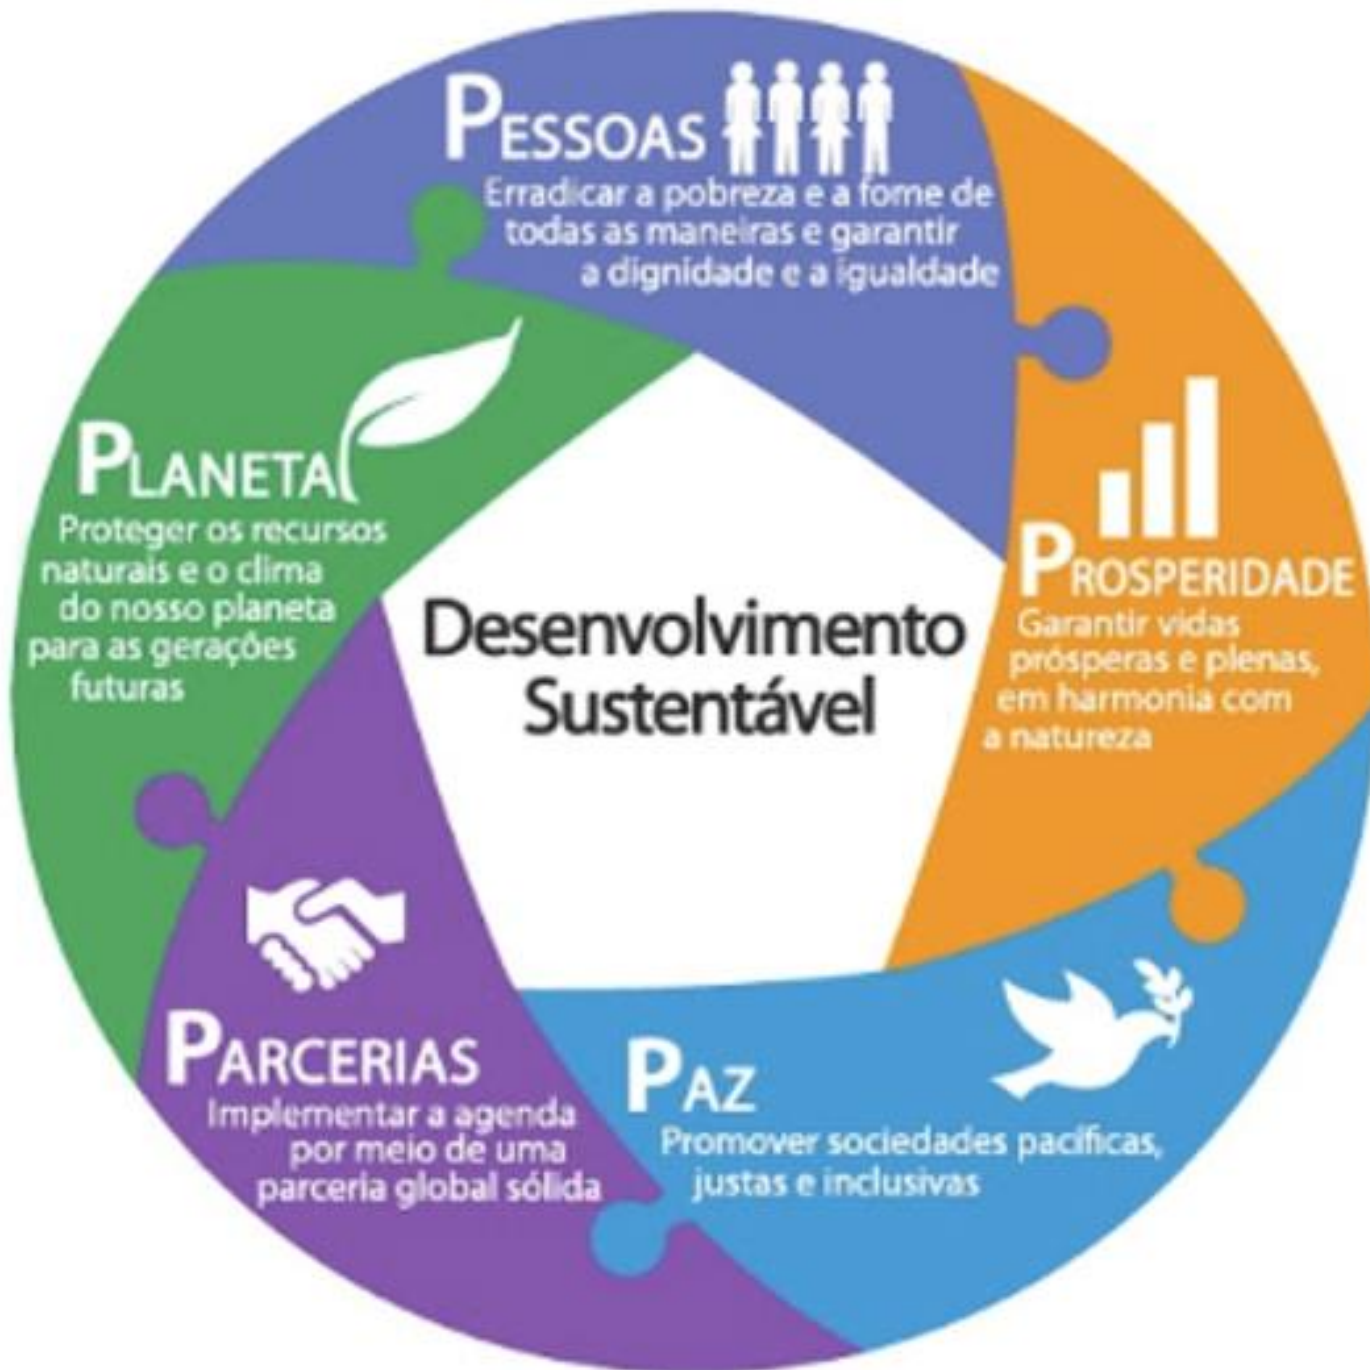 PESSOAS
Erradicar a pobreza e a fome de
todas as maneiras e garantir
a dignidade e a igualdade
PROSPERIDADE
Garantir vidas
prósperas e plenas,
em harmonia com
a natureza
PAZ
Promover sociedades pacíficas,
justas e inclusivas
PARCERIAS
Implementar a agenda
por meio de uma
parceria global sólida
PLANETA
Proteger os recursos
naturais e o clima
do nosso planeta
para as gerações
futuras
Desenvolvimento
Sustentável